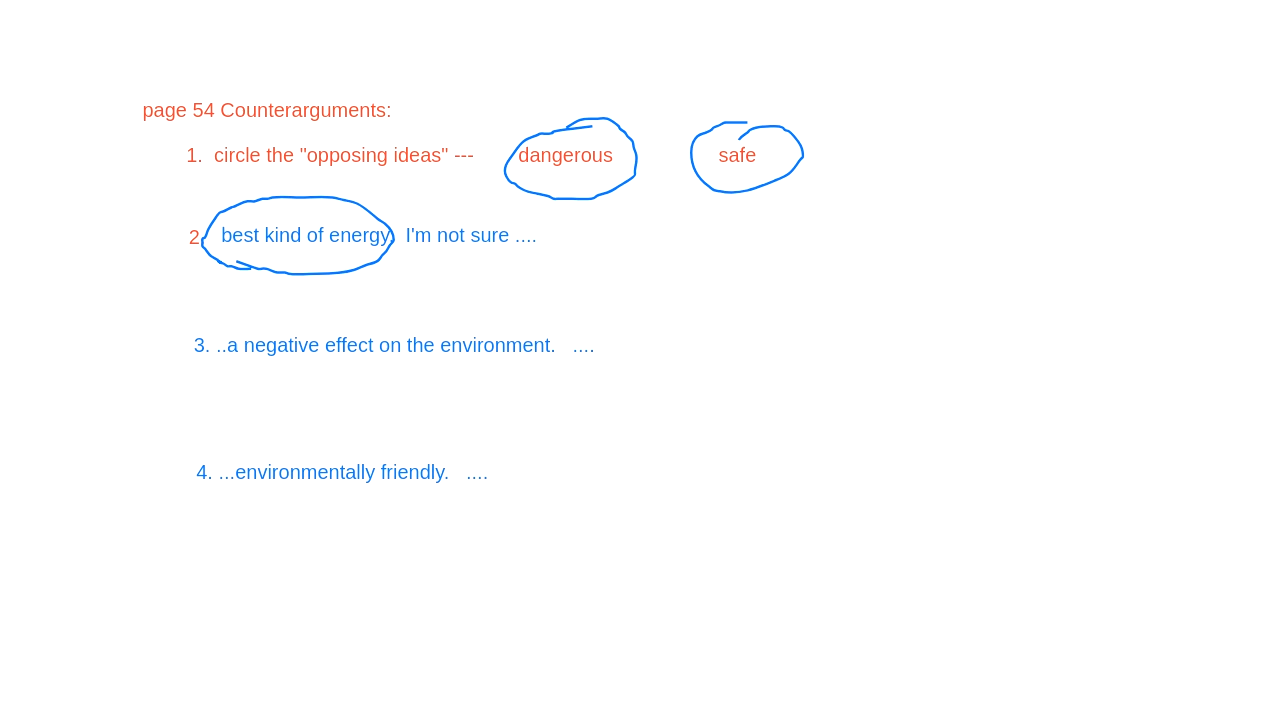 page 54 Counterarguments:
1. circle the "opposing ideas" --- dangerous safe
2. best kind of energy, I'm not sure ....
3. ..a negative effect on the environment. ....
4. ...environmentally friendly. ....